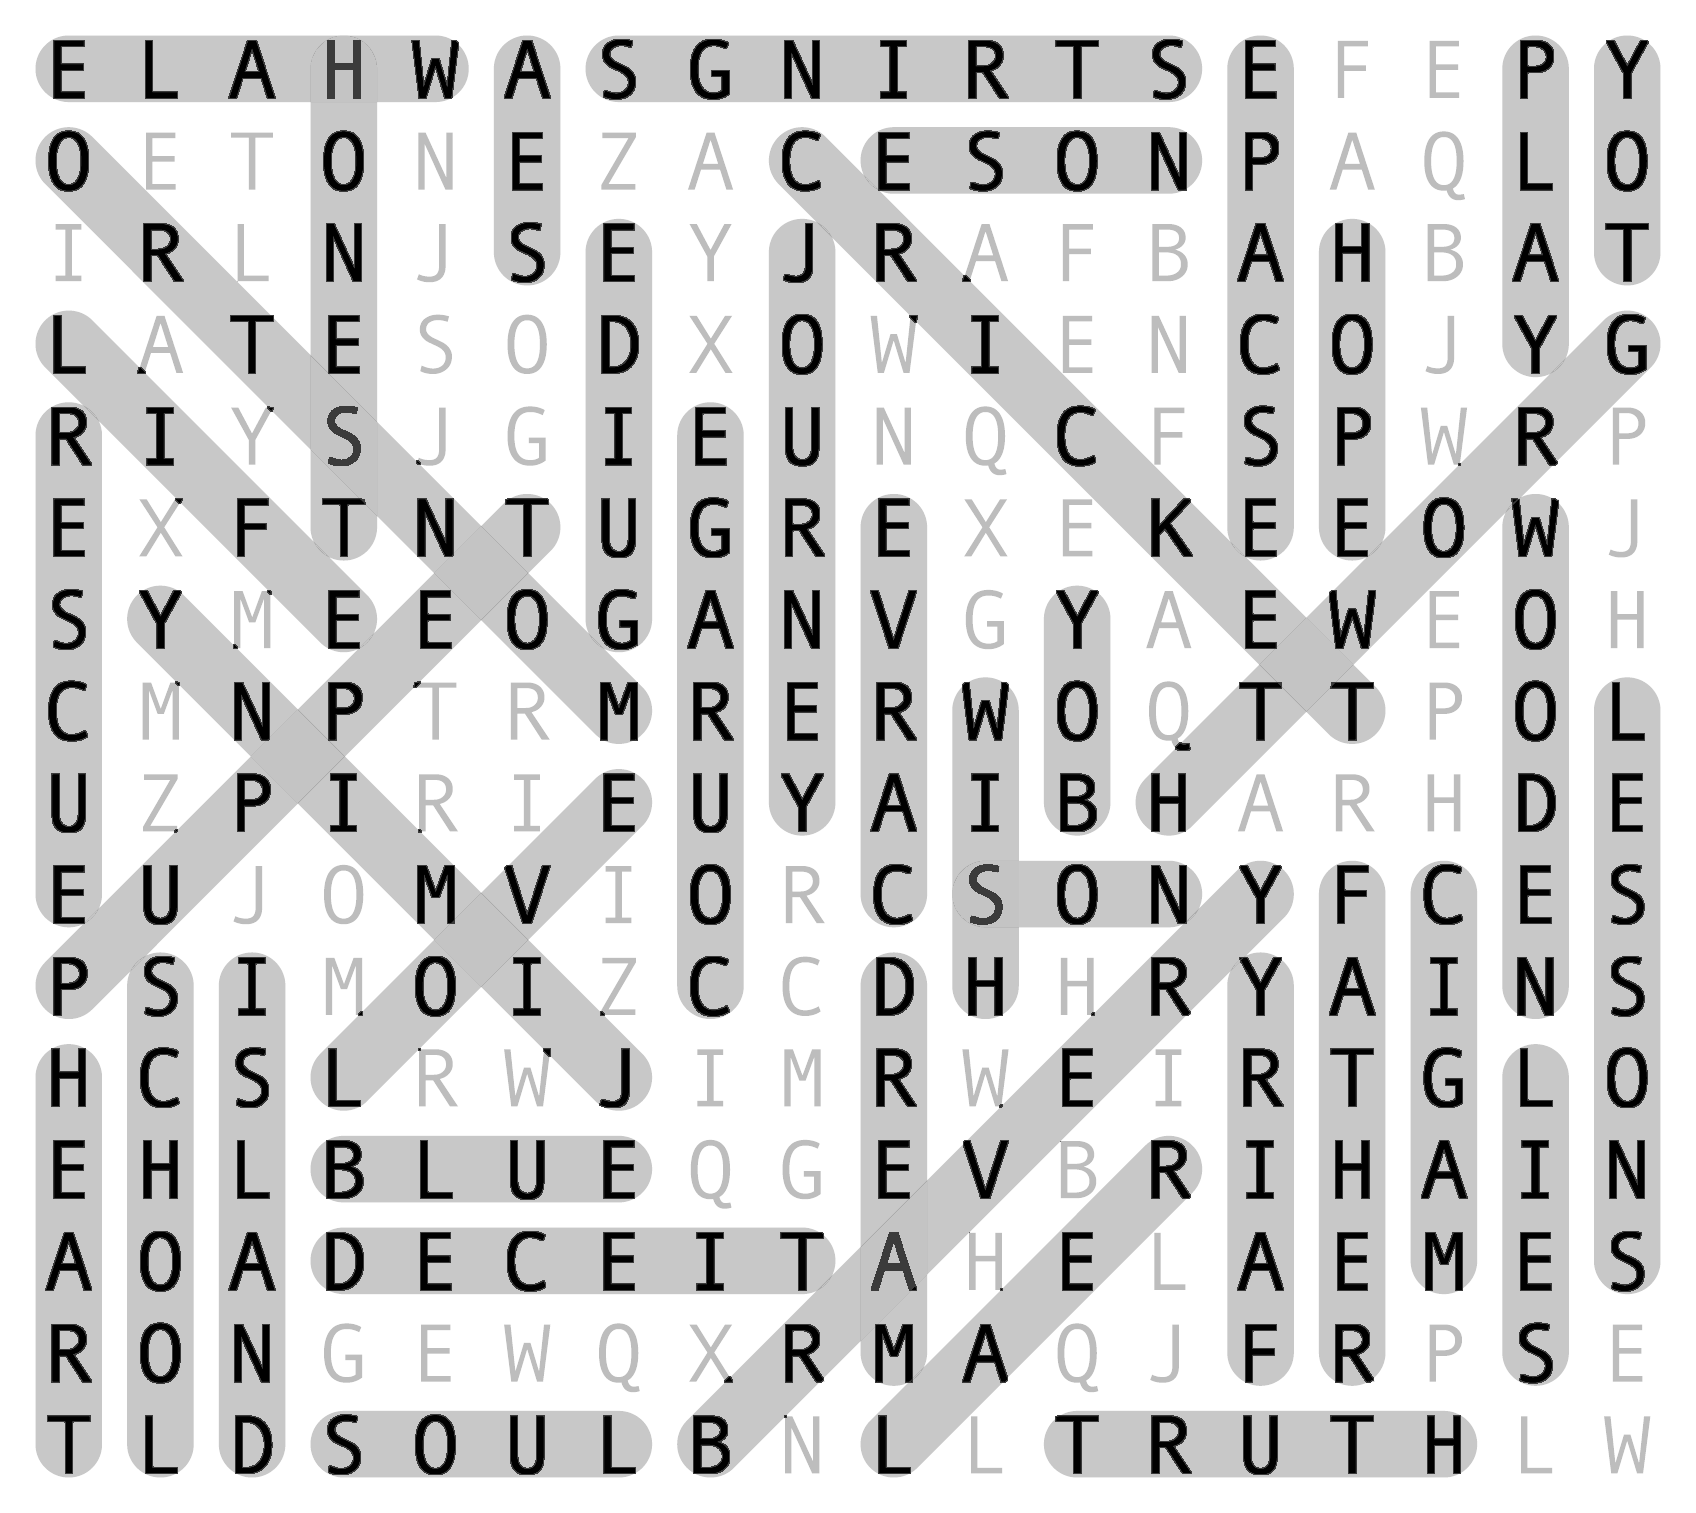 E L A H W A S G N I R T S E F E P Y
O E T O N E Z A C E S O N P A Q L O
I R L N J S E Y J R A F B A H B A T
L A T E S O D X O W I E N C O J Y G
R I Y S J G I E U N Q C F S P W R P
E X F T N T U G R E X E K E E O W J
S Y M E E O G A N V G Y A E W E O H
C M N P T R M R E R W O Q T T P O L
U Z P I R I E U Y A I B H A R H D E
E U J O M V I O R C S O N Y F C E S
P S I M O I Z C C D H H R Y A I N S
H C S L R W J I M R W E I R T G L O
E H L B L U E Q G E V B R I H A I N
A O A D E C E I T A H E L A E M E S
R O N G E W Q X R M A Q J F R P S E
T L D S O U L B N L L T R U T H L W